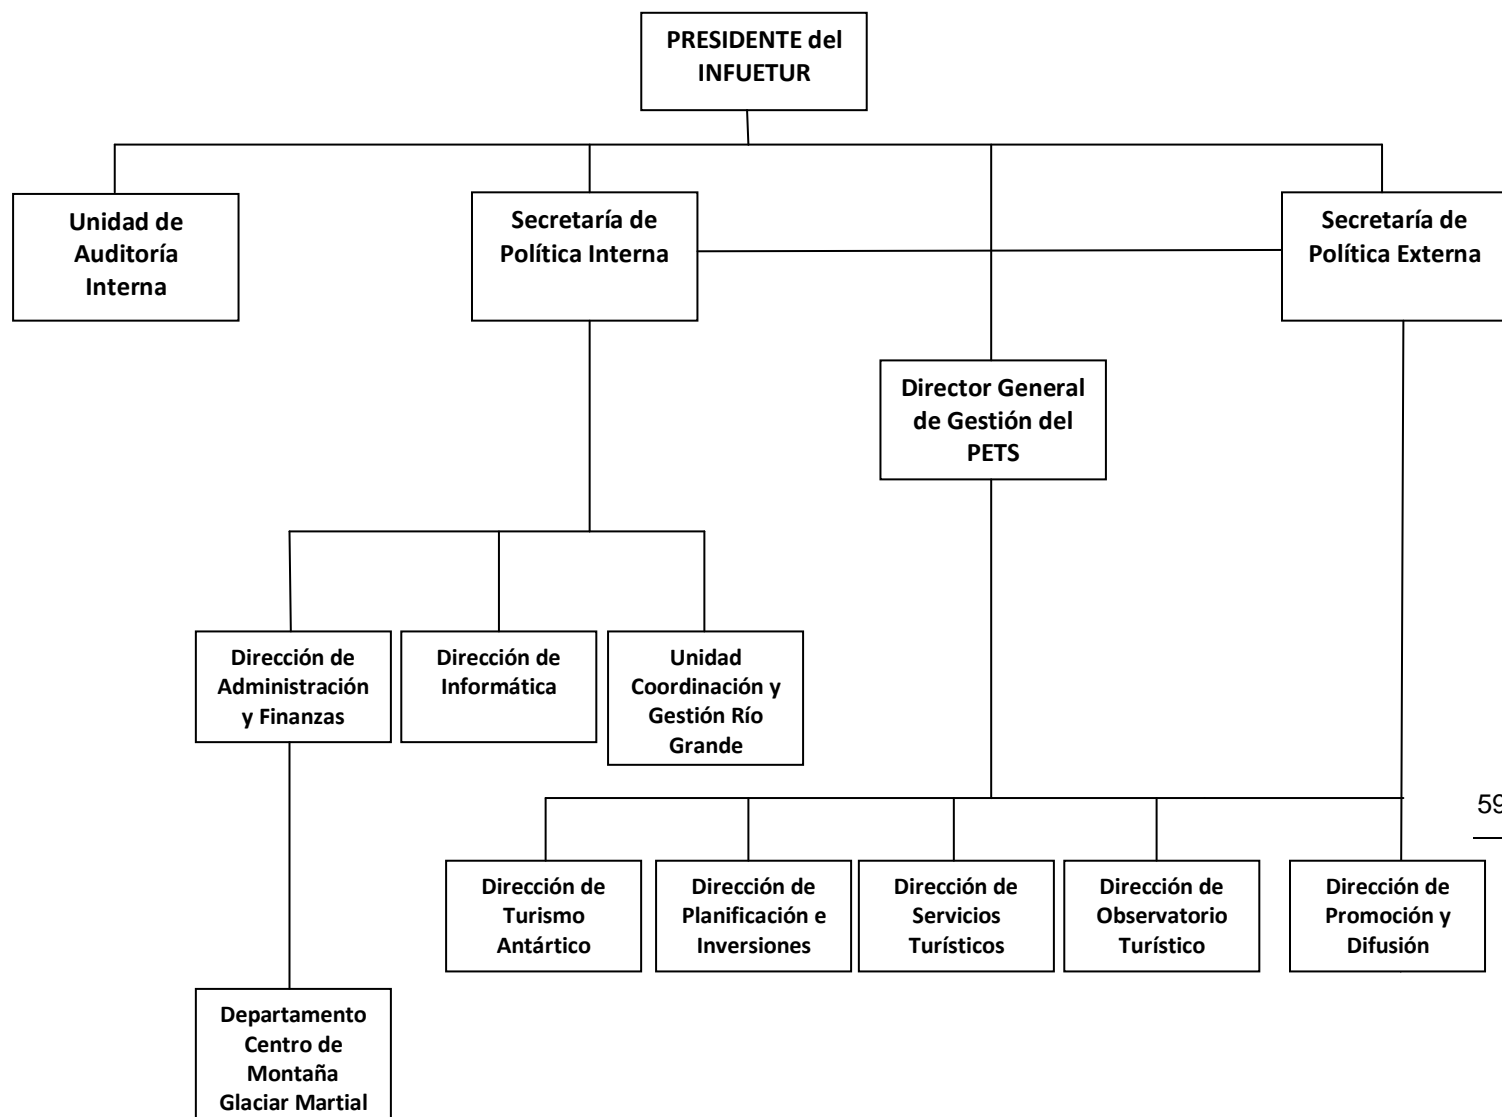 PRESIDENTE del
INFUETUR
Unidad de
Auditoría
Interna
Secretaría de
Política Interna
Secretaría de
Política Externa
Director General
de Gestión del
PETS
Dirección de
Administración
y Finanzas
Dirección de
Informática
Unidad
Coordinación y
Gestión Río
Grande
59
Dirección de
Turismo
Antártico
Dirección de
Planificación e
Inversiones
Dirección de
Servicios
Turísticos
Dirección de
Observatorio
Turístico
Dirección de
Promoción y
Difusión
Departamento
Centro de
Montaña
Glaciar Martial